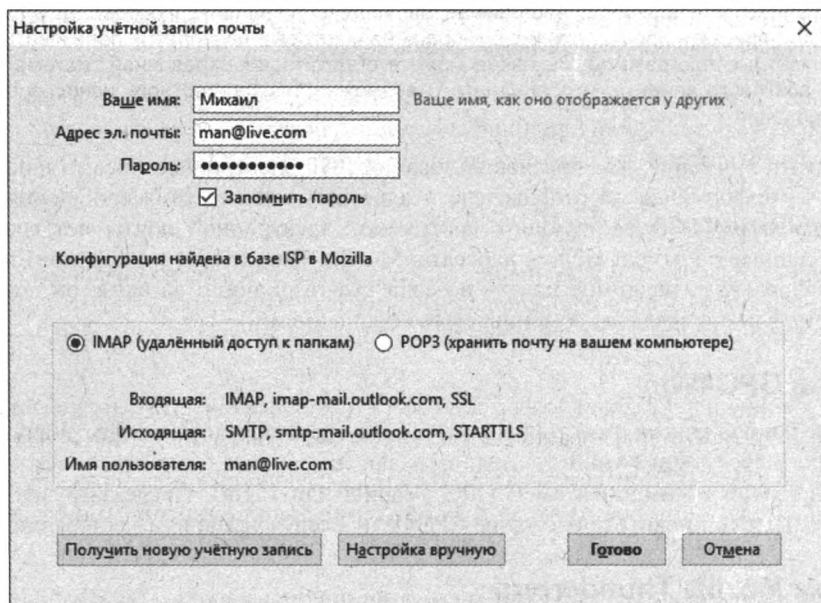 Настройка учётной записи почты
Ваше имя: Михаил Ваше имя, как оно отображается у других
Адрес эл. почты: man@live.com
Пароль: ●●●●●●●●●●●
Запомнить пароль
Конфигурация найдена в базе ISP в Mozilla
IMAP (удалённый доступ к папкам) POP3 (хранить почту на вашем компьютере)
Входящая: IMAP, imap-mail.outlook.com, SSL
Исходящая: SMTP, smtp-mail.outlook.com, STARTTLS
Имя пользователя: man@live.com
Получить новую учётную запись Настройка вручную Готово Отмена